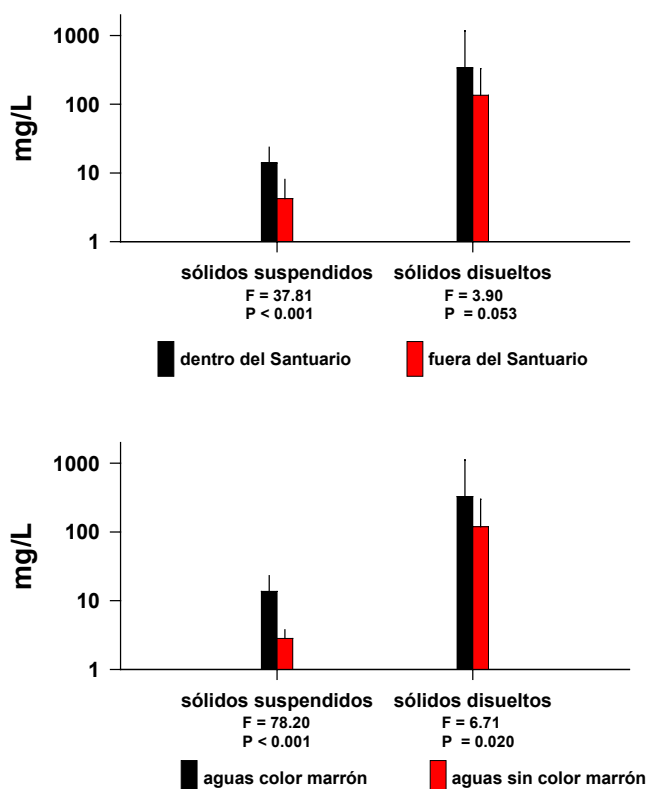 1000
100
10
1
mg/L
sólidos suspendidos sólidos disueltos
F = 37.81 F = 3.90
P < 0.001 P = 0.053
dentro del Santuario fuera del Santuario
1000
100
10
1
mg/L
sólidos suspendidos sólidos disueltos
F = 78.20 F = 6.71
P < 0.001 P = 0.020
aguas color marrón aguas sin color marrón